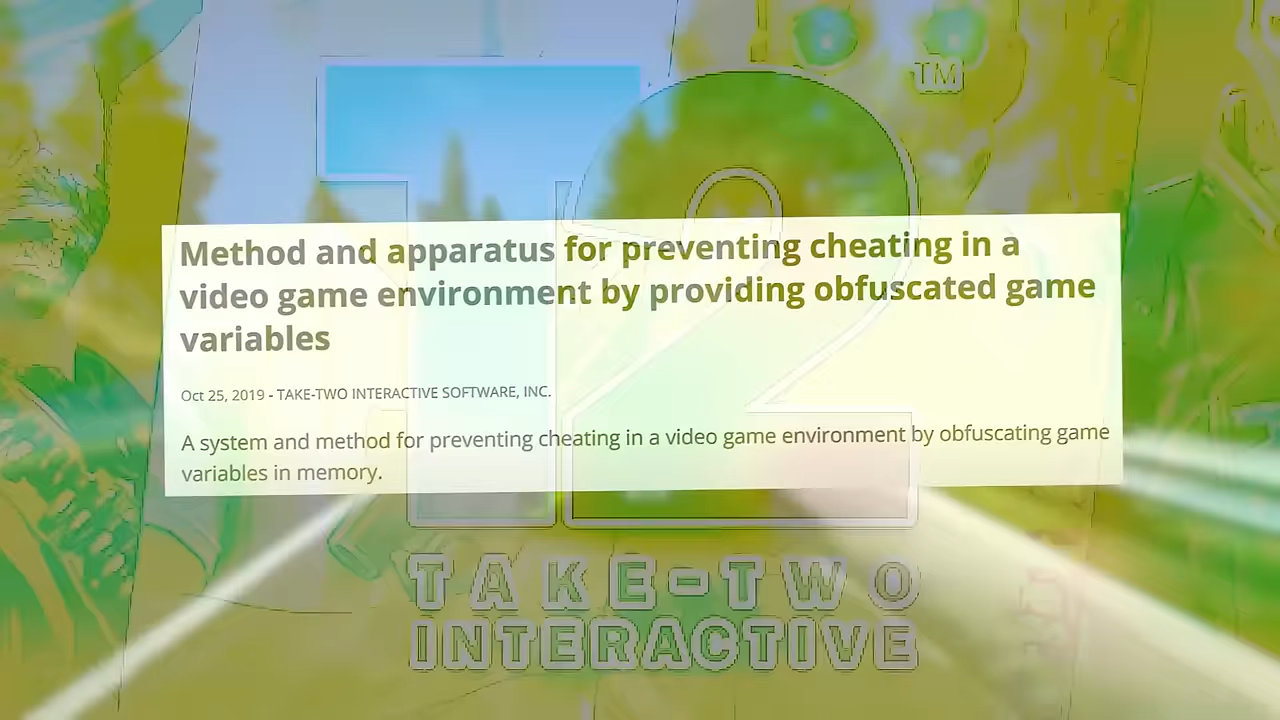 T2
TM
Method and apparatus for preventing cheating in a
video game environment by providing obfuscated game
variables
Oct 25, 2019 - TAKE-TWO INTERACTIVE SOFTWARE, INC.
A system and method for preventing cheating in a video game environment by obfuscating game
variables in memory.
TAKE-TWO
INTERACTIVE